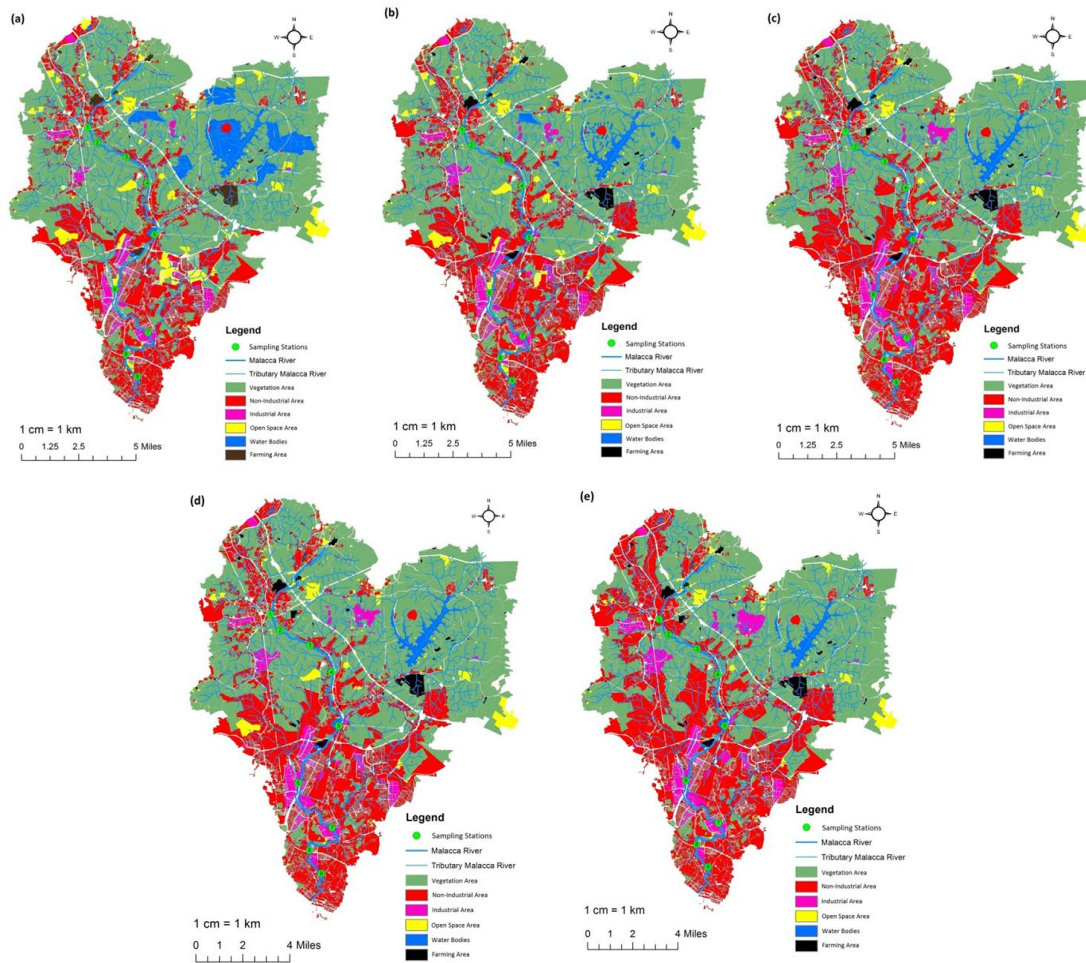 (a)
N
W E
S
Legend
Sampling Stations
Malacca River
Tributary Malacca River
Vegetation Area
Non-Industrial Area
Industrial Area
Open Space Area
Water Bodies
Farming Area
1 cm = 1 km
0 1.25 2.5 5 Miles
(b)
N
W E
S
Legend
Sampling Stations
Malacca River
Tributary Malacca River
Vegetation Area
Non-Industrial Area
Industrial Area
Open Space Area
Water Bodies
Farming Area
1 cm = 1 km
0 1.25 2.5 5 Miles
(c)
N
W E
S
Legend
Sampling Stations
Malacca River
Tributary Malacca River
Vegetation Area
Non-Industrial Area
Industrial Area
Open Space Area
Water Bodies
Farming Area
1 cm = 1 km
0 1.25 2.5 5 Miles
(d)
N
W E
S
Legend
Sampling Stations
Malacca River
Tributary Malacca River
Vegetation Area
Non-Industrial Area
Industrial Area
Open Space Area
Water Bodies
Farming Area
1 cm = 1 km
0 1 2 4 Miles
(e)
N
W E
S
Legend
Sampling Stations
Malacca River
Tributary Malacca River
Vegetation Area
Non-Industrial Area
Industrial Area
Open Space Area
Water Bodies
Farming Area
1 cm = 1 km
0 1 2 4 Miles